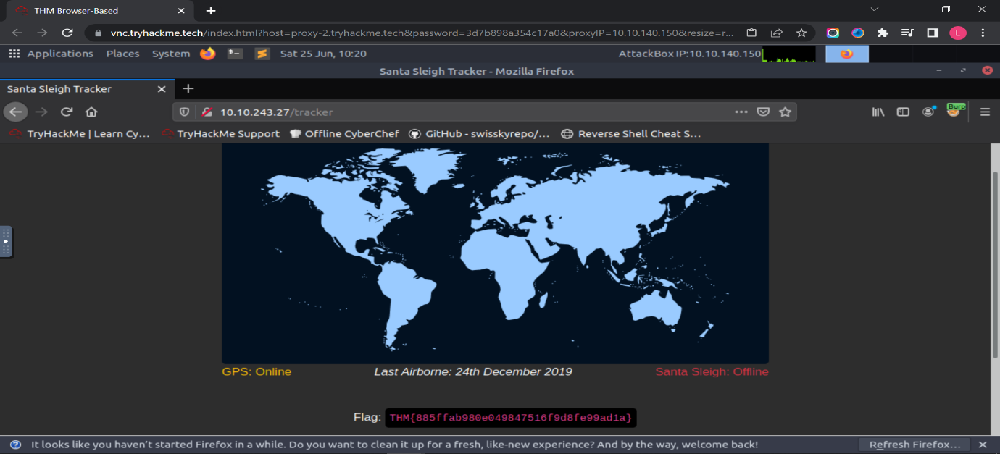 THM Browser-Based
vnc.tryhackme.tech/index.html?host=proxy-2.tryhackme.tech&password=3d7b898a354c17a0&proxyIP=10.10.140.150&resize=r...
L
Applications Places System Sat 25 Jun, 10:20 AttackBox IP:10.10.140.150
Santa Sleigh Tracker - Mozilla Firefox
Santa Sleigh Tracker
10.10.243.27/tracker
Burp
TryHackMe | Learn Cy... TryHackMe Support Offline CyberChef GitHub - swisskyrepo/... Reverse Shell Cheat S...
GPS: Online Last Airborne: 24th December 2019 Santa Sleigh: Offline
Flag: THM{885ffab980e049847516f9d8fe99ad1a}
It looks like you haven't started Firefox in a while. Do you want to clean it up for a fresh, like-new experience? And by the way, welcome back! Refresh Firefox...